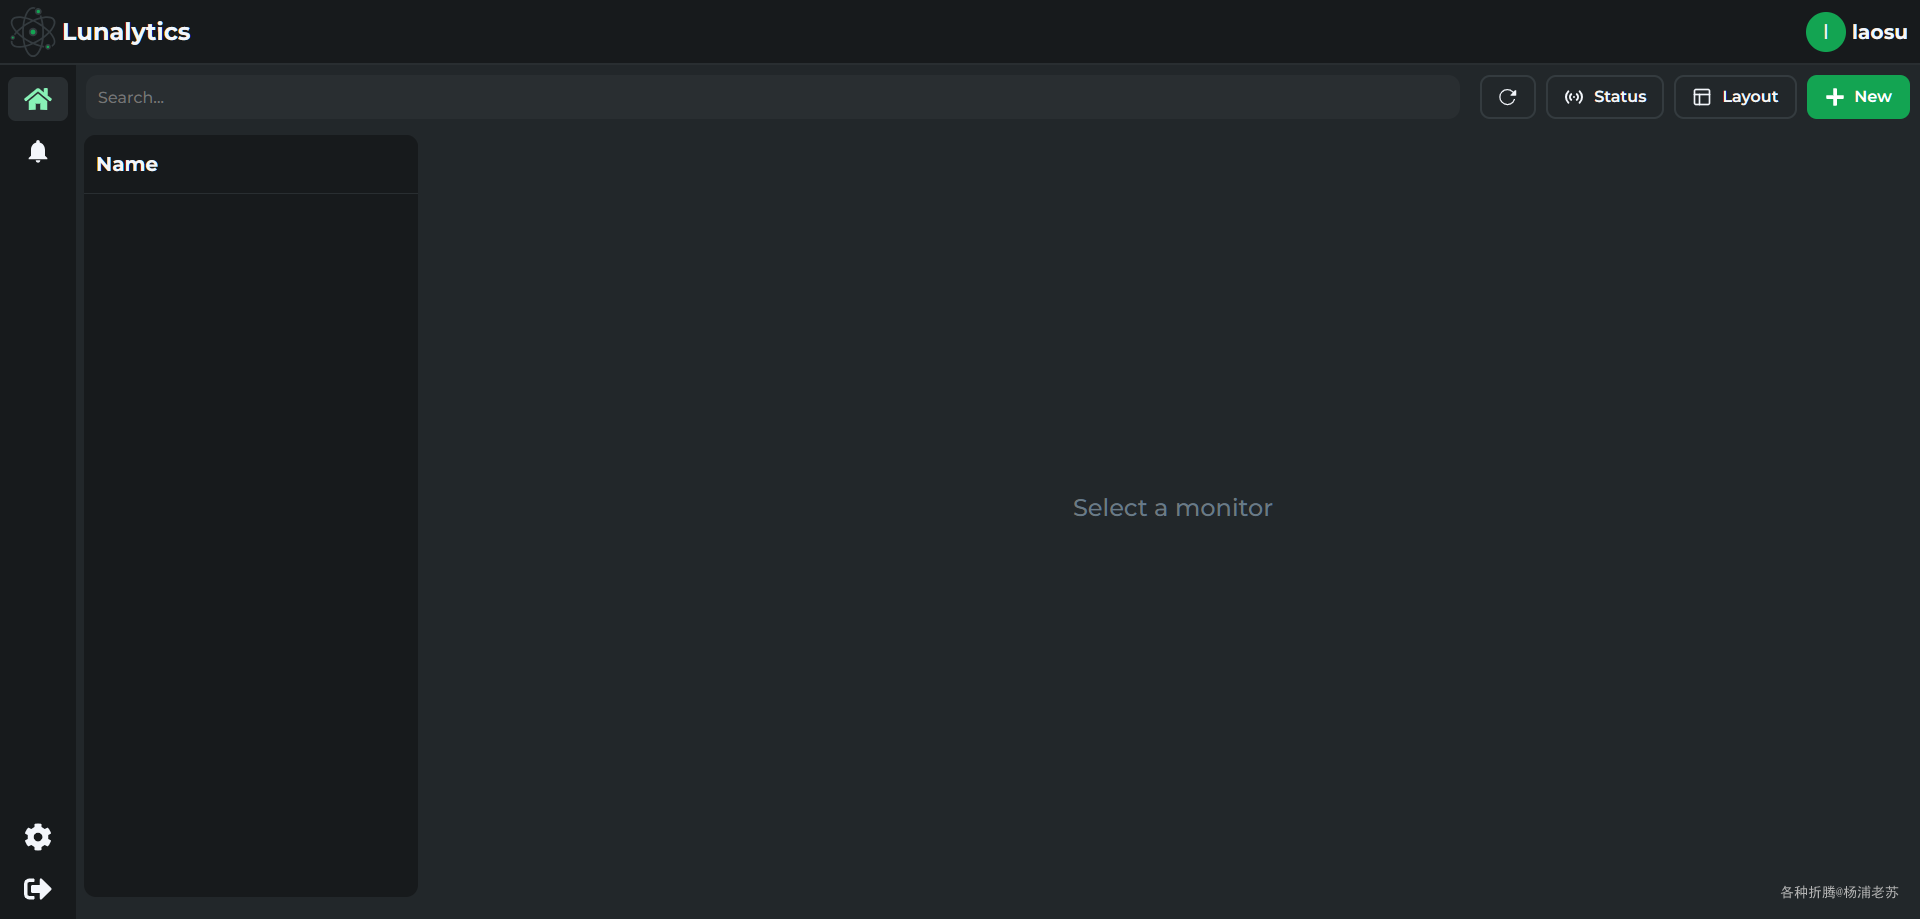 Lunalytics
l
laosu
Search...
Status
Layout
New
Name
Select a monitor
各种折腾@杨浦老苏